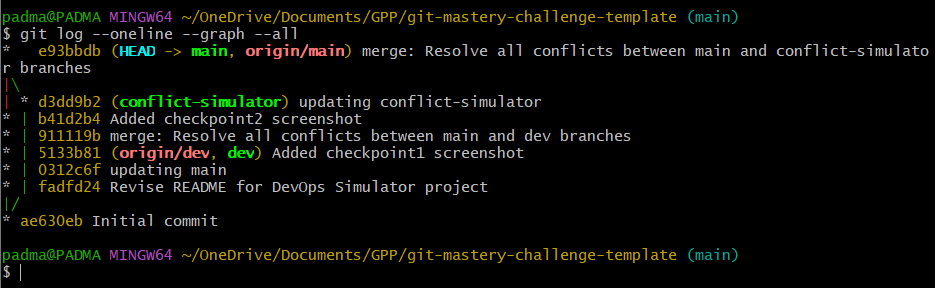 padma@PADMA MINGW64 ~/OneDrive/Documents/GPP/git-mastery-challenge-template (main)
$ git log --oneline --graph --all
*   e93bbdb (HEAD -> main, origin/main) merge: Resolve all conflicts between main and conflict-simulato
r branches
|\
| * d3dd9b2 (conflict-simulator) updating conflict-simulator
* | b41d2b4 Added checkpoint2 screenshot
* | 911119b merge: Resolve all conflicts between main and dev branches
* | 5133b81 (origin/dev, dev) Added checkpoint1 screenshot
* | 0312c6f updating main
* | fadfd24 Revise README for DevOps Simulator project
|/
* ae630eb Initial commit
padma@PADMA MINGW64 ~/OneDrive/Documents/GPP/git-mastery-challenge-template (main)
$